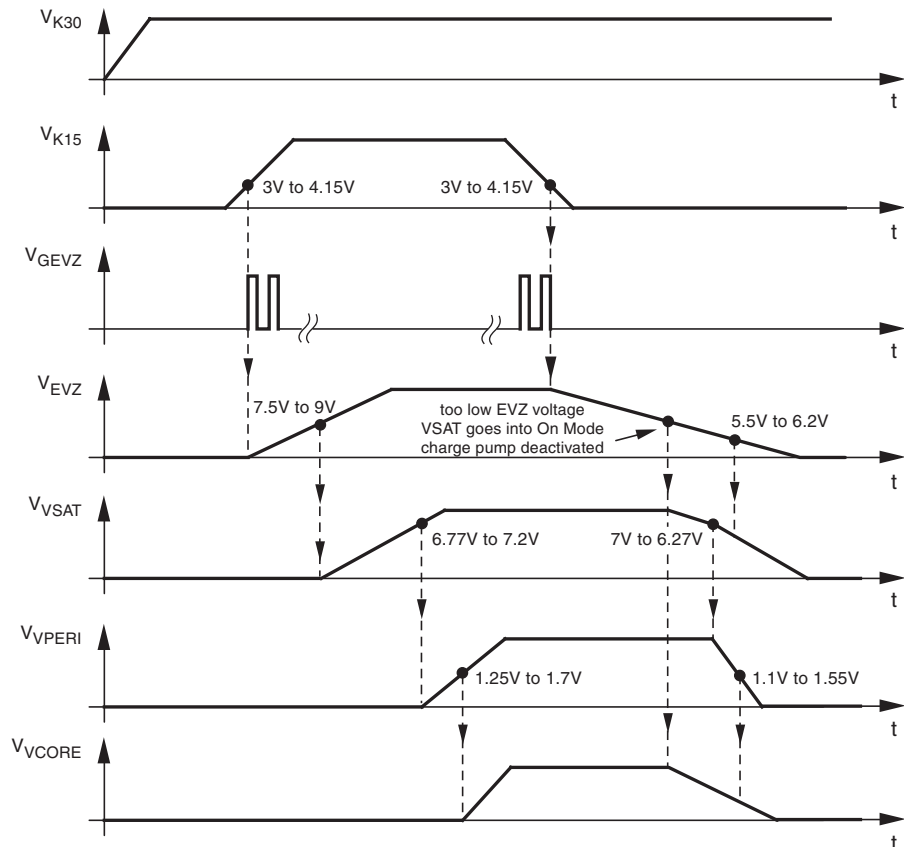 VK30
t
VK15
3V to 4.15V
3V to 4.15V
t
VGEVZ
t
VEVZ
7.5V to 9V
too low EVZ voltage
VSAT goes into On Mode
charge pump deactivated
5.5V to 6.2V
t
VVSAT
6.77V to 7.2V
7V to 6.27V
t
VVPERI
1.25V to 1.7V
1.1V to 1.55V
t
VVCORE
t